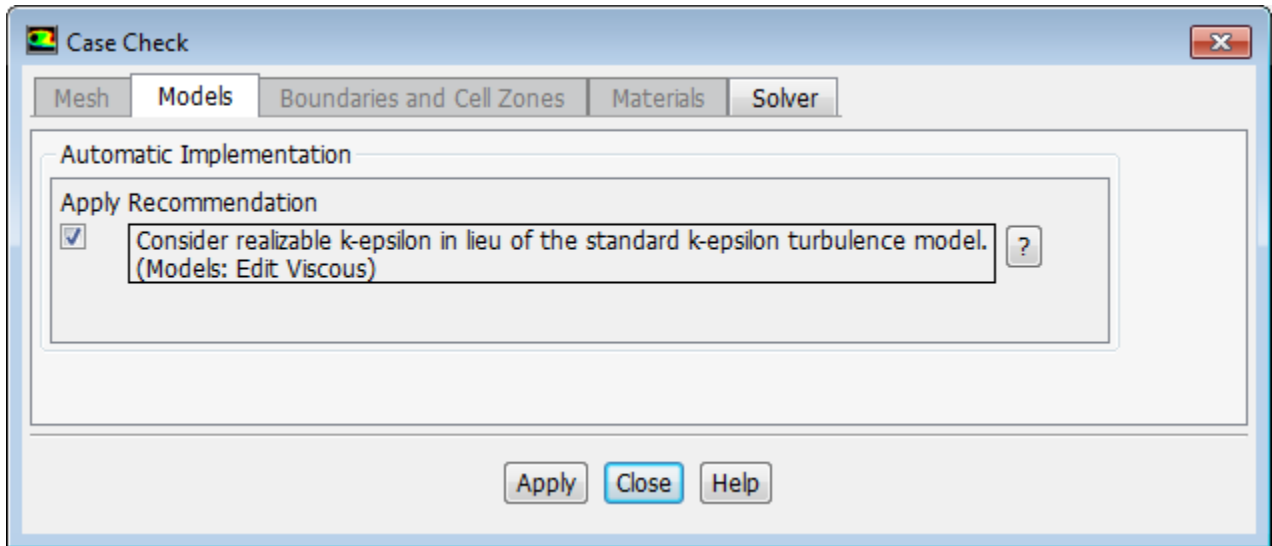 Case Check
Mesh Models Boundaries and Cell Zones Materials Solver
Automatic Implementation
Apply Recommendation
Consider realizable k-epsilon in lieu of the standard k-epsilon turbulence model.
(Models: Edit Viscous)
?
Apply Close Help